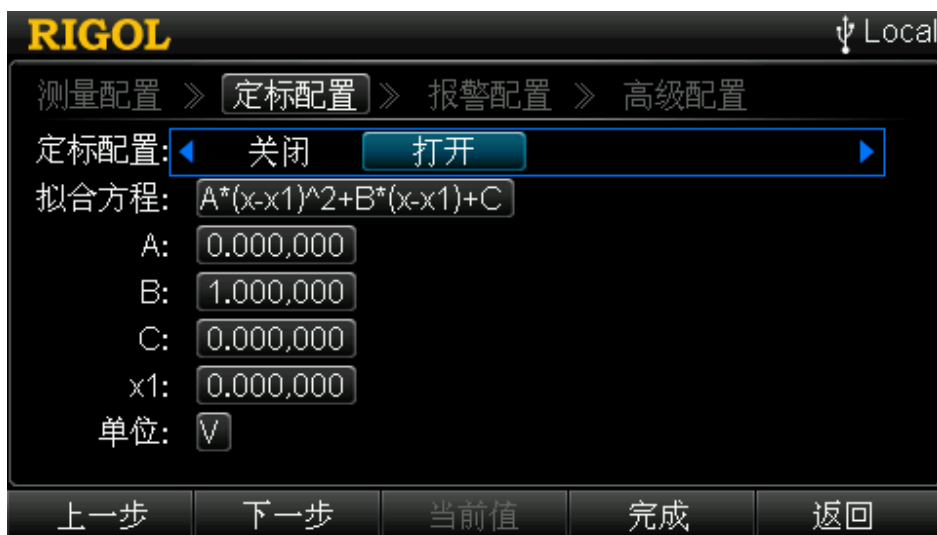 RIGOL Local
测量配置 » 定标配置 » 报警配置 » 高级配置
定标配置: 关闭 打开
拟合方程: A*(x-x1)^2+B*(x-x1)+C
A: 0.000,000
B: 1.000,000
C: 0.000,000
x1: 0.000,000
单位: V
上一步 下一步 当前值 完成 返回